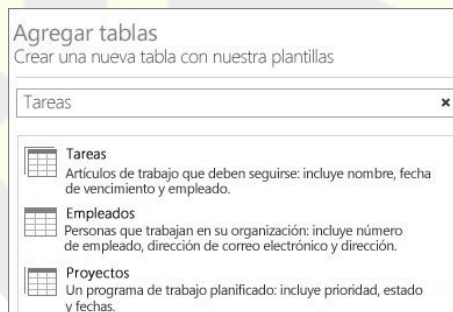 Agregar tablas
Crear una nueva tabla con nuestra plantillas
Tareas
Tareas
Artículos de trabajo que deben seguirse: incluye nombre, fecha
de vencimiento y empleado.
Empleados
Personas que trabajan en su organización: incluye número
de empleado, dirección de correo electrónico y dirección.
Proyectos
Un programa de trabajo planificado: incluye prioridad, estado
y fechas.